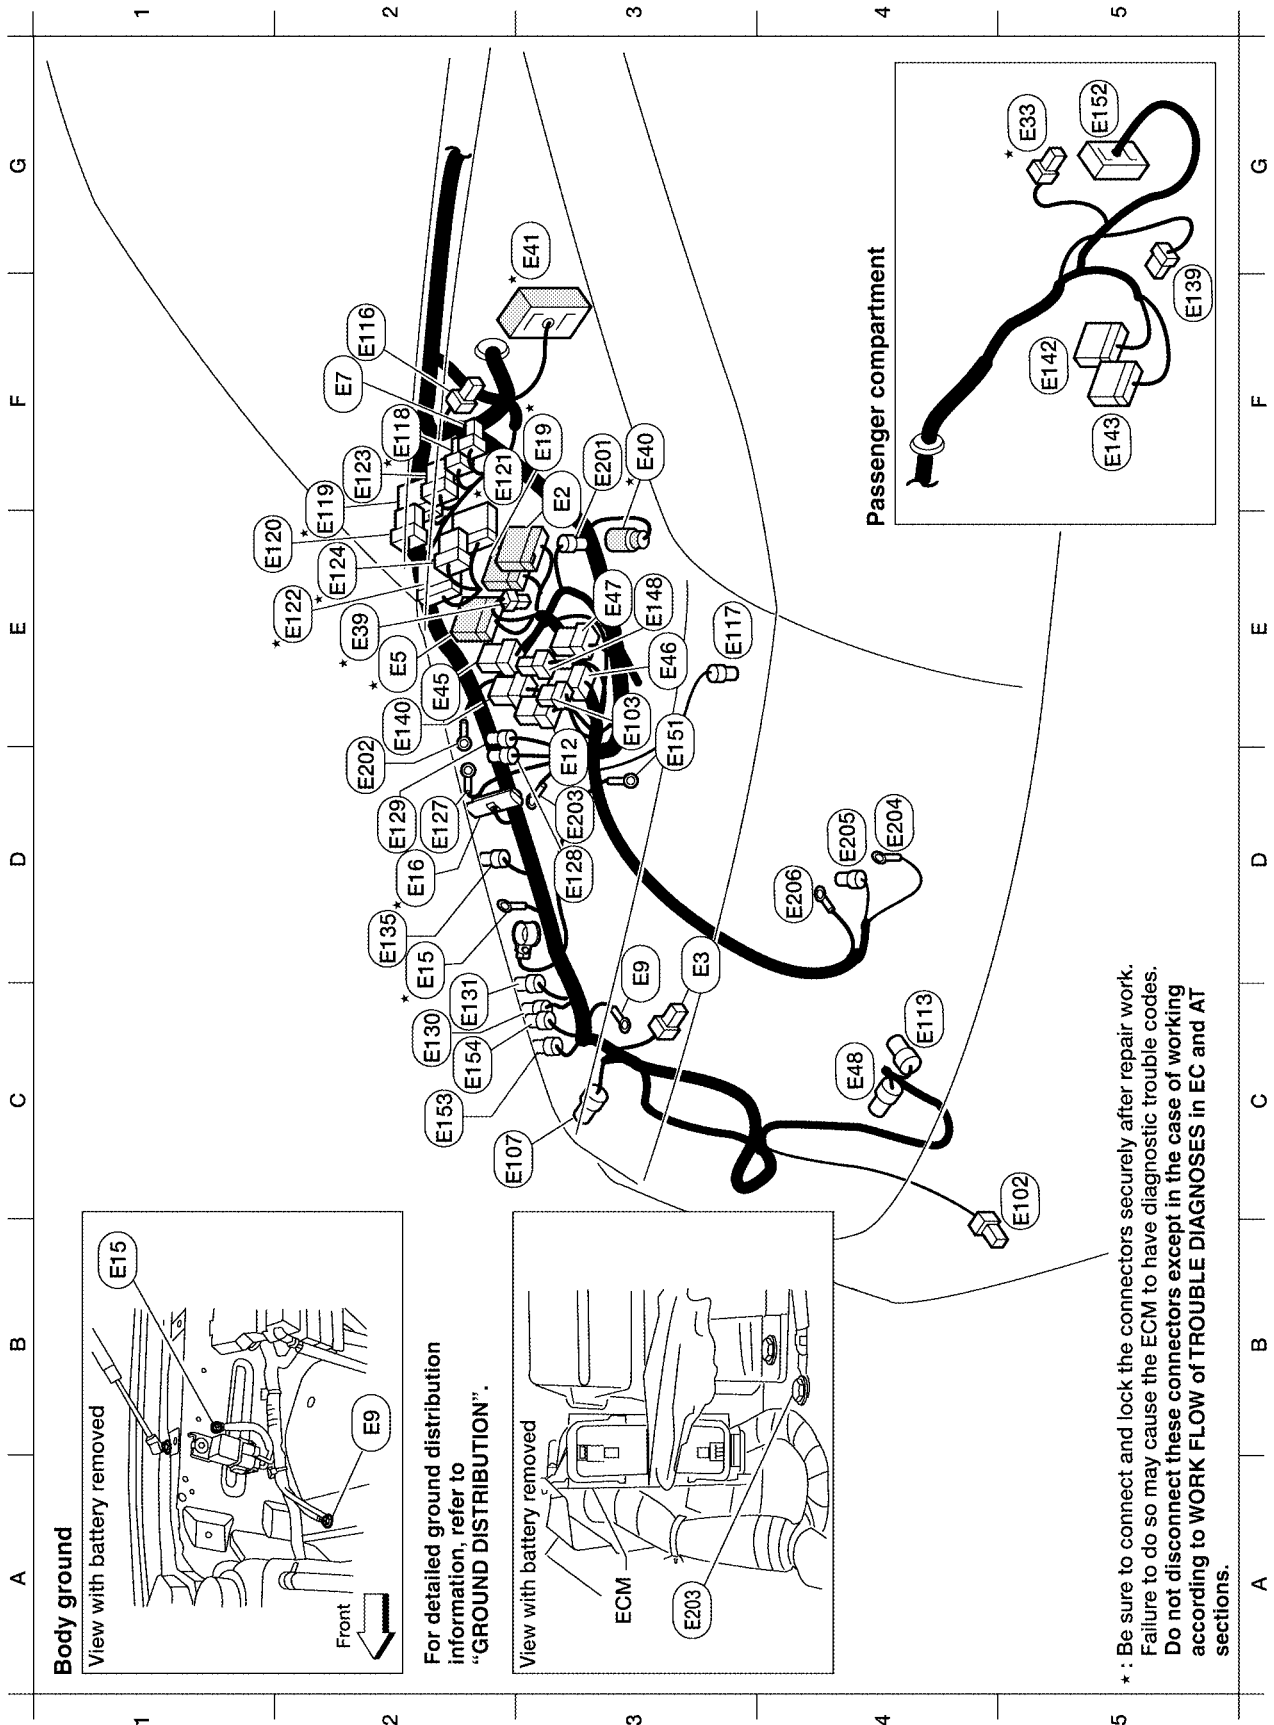 A
B
C
D
E
F
G
1
2
3
4
5
Body ground
View with battery removed
E15
E9
Front
For detailed ground distribution
information, refer to
"GROUND DISTRIBUTION".
View with battery removed
ECM
E203
E120
E119
★
E123
★
E118
E7
E116
★
E41
★
E122
★
E124
★
E121
★
E19
★
E39
E2
★
E5
E201
E45
★
E40
E140
E47
E202
E148
E129
E46
E127
E103
E117
★
E16
E12
E151
E135
E203
★
E15
E128
E131
E130
E154
E153
E107
E9
E3
E206
E205
E204
E48
E113
E102
Passenger compartment
★
E33
E152
E139
E142
E143
★ : Be sure to connect and lock the connectors securely after repair work.
Failure to do so may cause the ECM to have diagnostic trouble codes.
Do not disconnect these connectors except in the case of working
according to WORK FLOW of TROUBLE DIAGNOSES in EC and AT
sections.
1
2
3
4
5
A
B
C
D
E
F
G